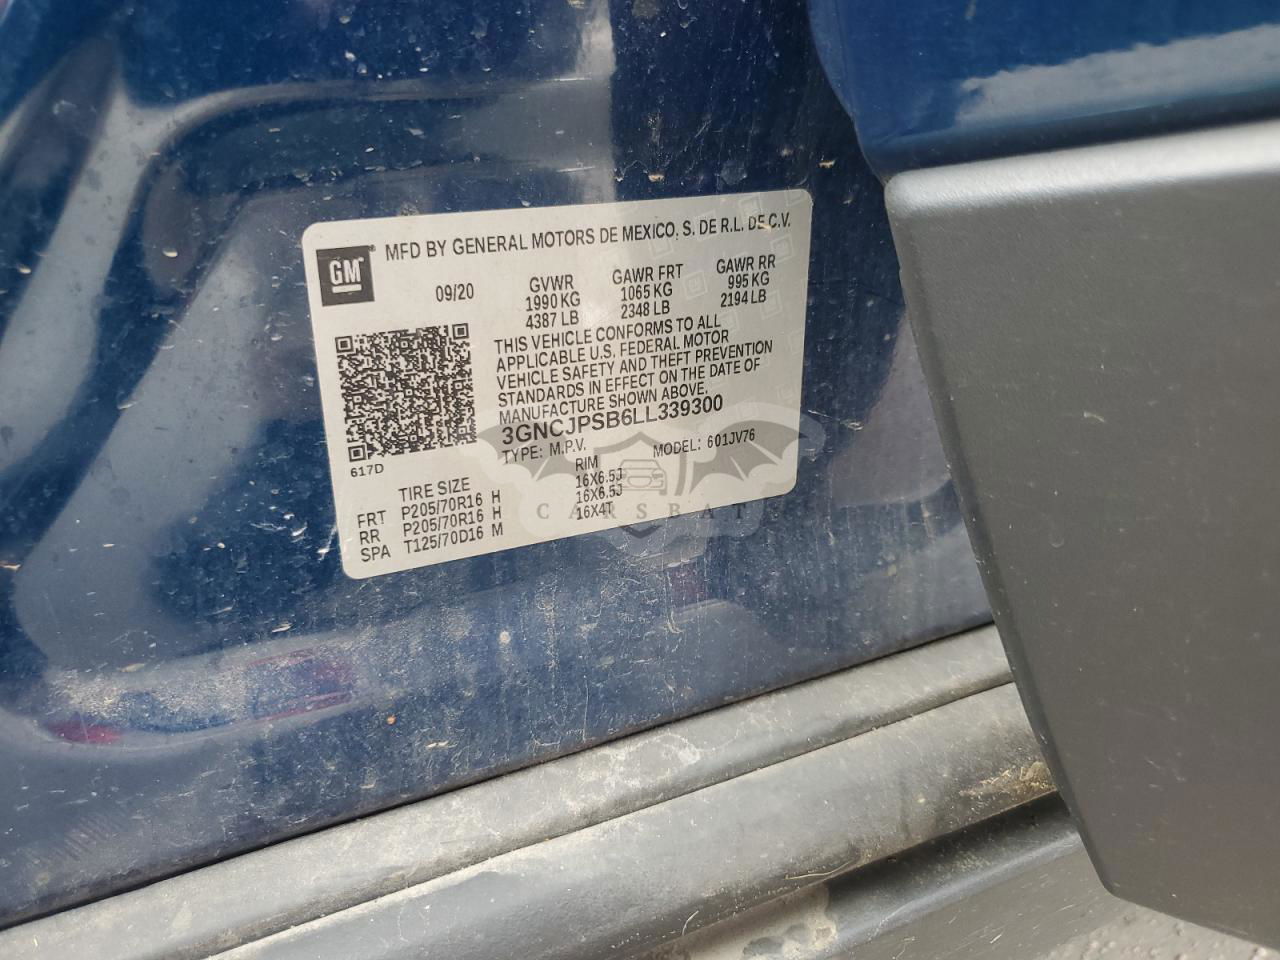 GM
MFD BY GENERAL MOTORS DE MEXICO, S. DE R.L. DE C.V.
09/20
GVWR GAWR FRT GAWR RR
1990 KG 1065 KG 995 KG
4387 LB 2348 LB 2194 LB
THIS VEHICLE CONFORMS TO ALL
APPLICABLE U.S. FEDERAL MOTOR
VEHICLE SAFETY AND THEFT PREVENTION
STANDARDS IN EFFECT ON THE DATE OF
MANUFACTURE SHOWN ABOVE.
3GNCJPSB6LL339300
TYPE: M.P.V. MODEL: 601JV76
617D
TIRE SIZE RIM
FRT P205/70R16 H 16X6.5J
RR P205/70R16 H 16X6.5J
SPA T125/70D16 M 16X4T
CARSBAT